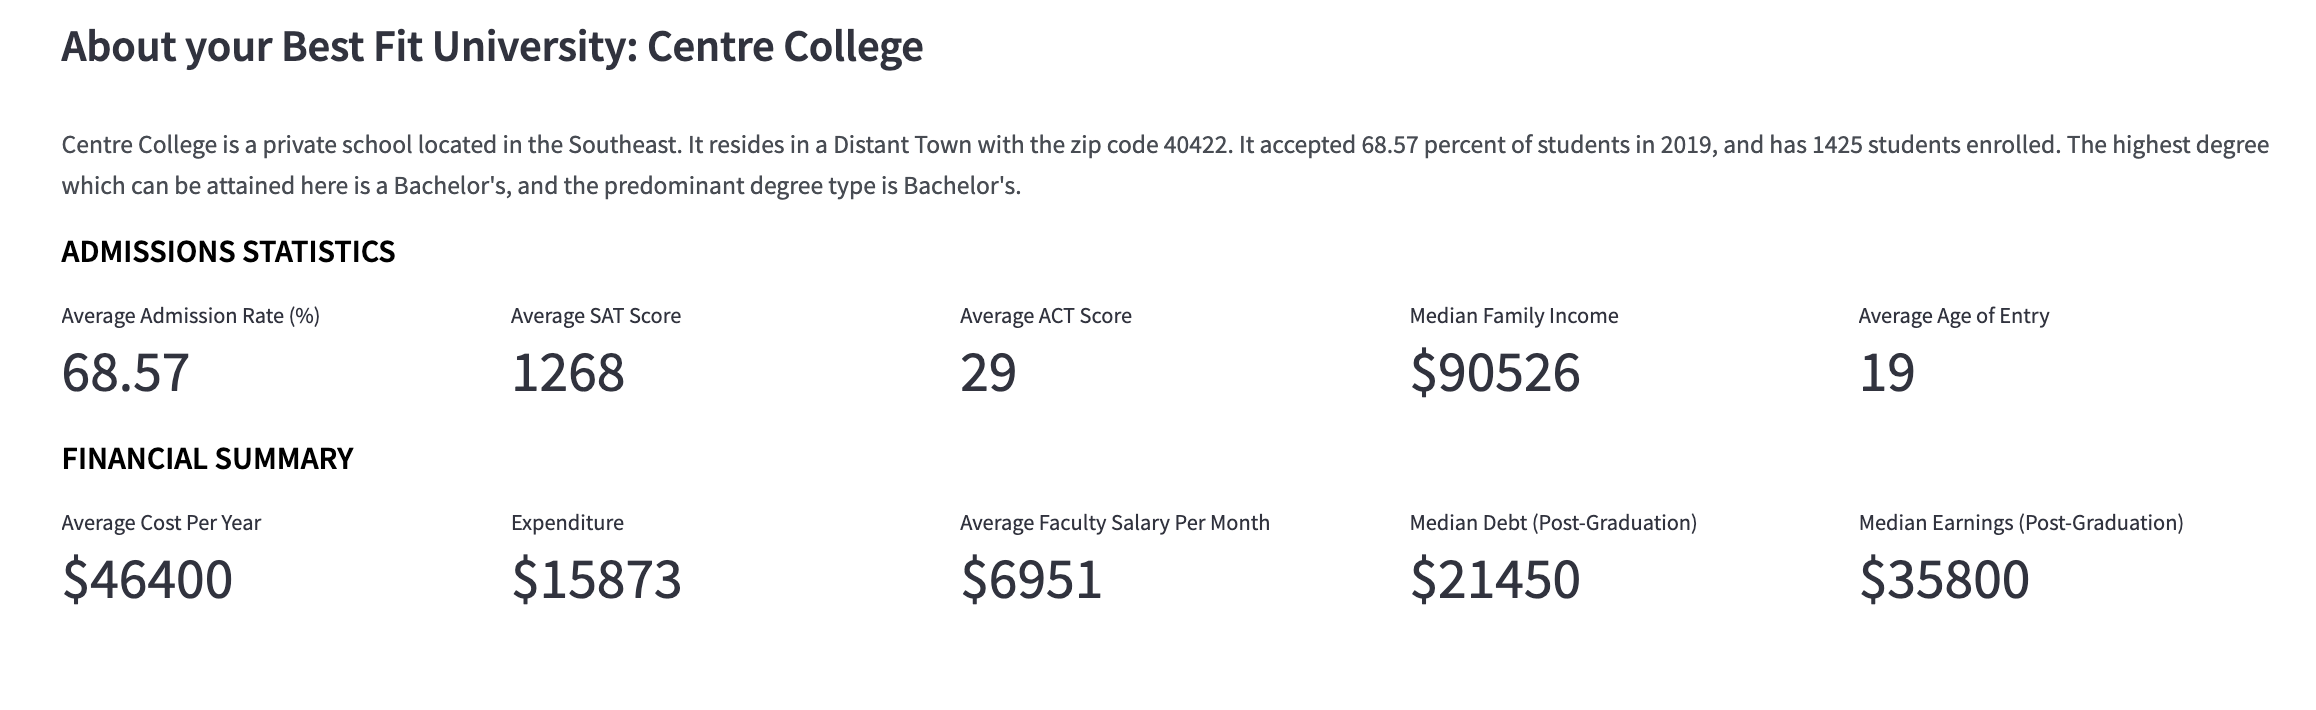 About your Best Fit University: Centre College
Centre College is a private school located in the Southeast. It resides in a Distant Town with the zip code 40422. It accepted 68.57 percent of students in 2019, and has 1425 students enrolled. The highest degree
which can be attained here is a Bachelor's, and the predominant degree type is Bachelor's.
ADMISSIONS STATISTICS
Average Admission Rate (%) Average SAT Score Average ACT Score Median Family Income Average Age of Entry
68.57 1268 29 $90526 19
FINANCIAL SUMMARY
Average Cost Per Year Expenditure Average Faculty Salary Per Month Median Debt (Post-Graduation) Median Earnings (Post-Graduation)
$46400 $15873 $6951 $21450 $35800